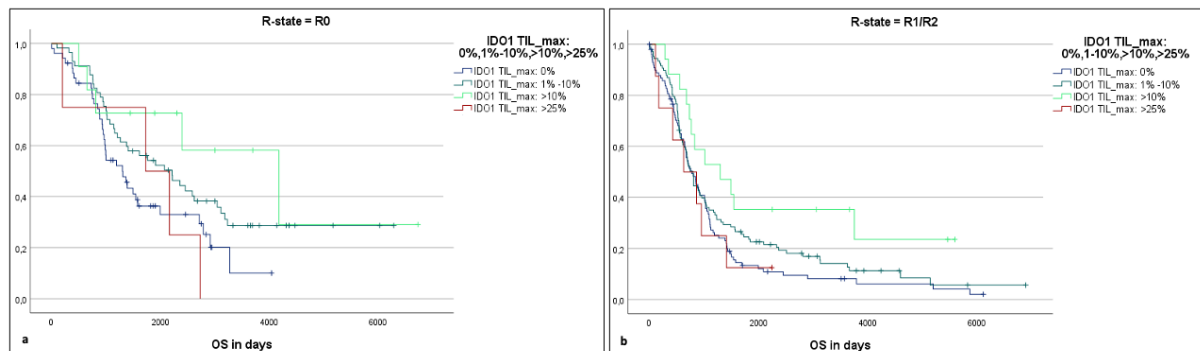 R-state = R0
IDO1 TIL_max:
0%,1%-10%,>10%,>25%
IDO1 TIL_max: 0%
IDO1 TIL_max: 1% -10%
IDO1 TIL_max: >10%
IDO1 TIL_max: >25%
1,0
0,8
0,6
0,4
0,2
0,0
0
2000
4000
6000
OS in days
a
R-state = R1/R2
IDO1 TIL_max:
0%,1-10%,>10%,>25%
IDO1 TIL_max: 0%
IDO1 TIL_max: 1% -10%
IDO1 TIL_max: >10%
IDO1 TIL_max: >25%
1,0
0,8
0,6
0,4
0,2
0,0
0
2000
4000
6000
OS in days
b